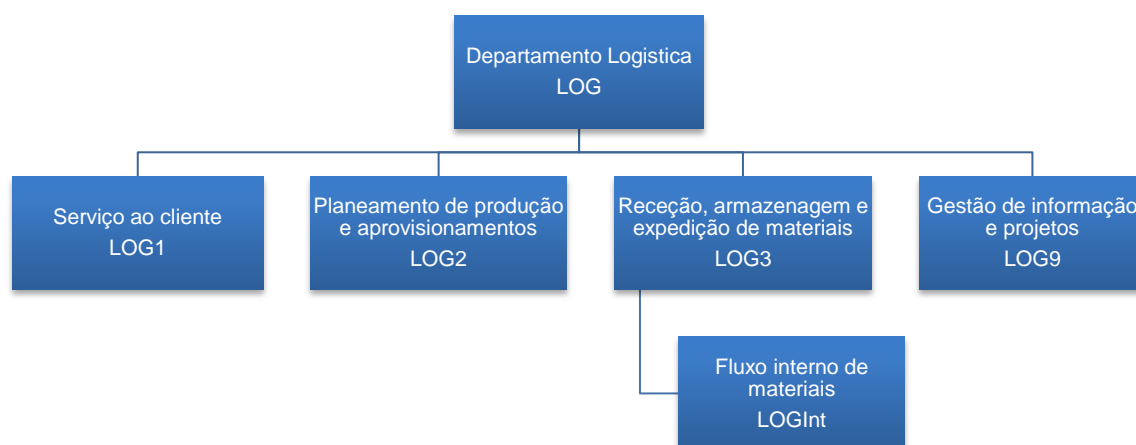 Departamento Logistica
LOG
Serviço ao cliente
LOG1
Planeamento de produção
e aprovisionamentos
LOG2
Receção, armazenagem e
expedição de materiais
LOG3
Gestão de informação
e projetos
LOG9
Fluxo interno de
materiais
LOGInt